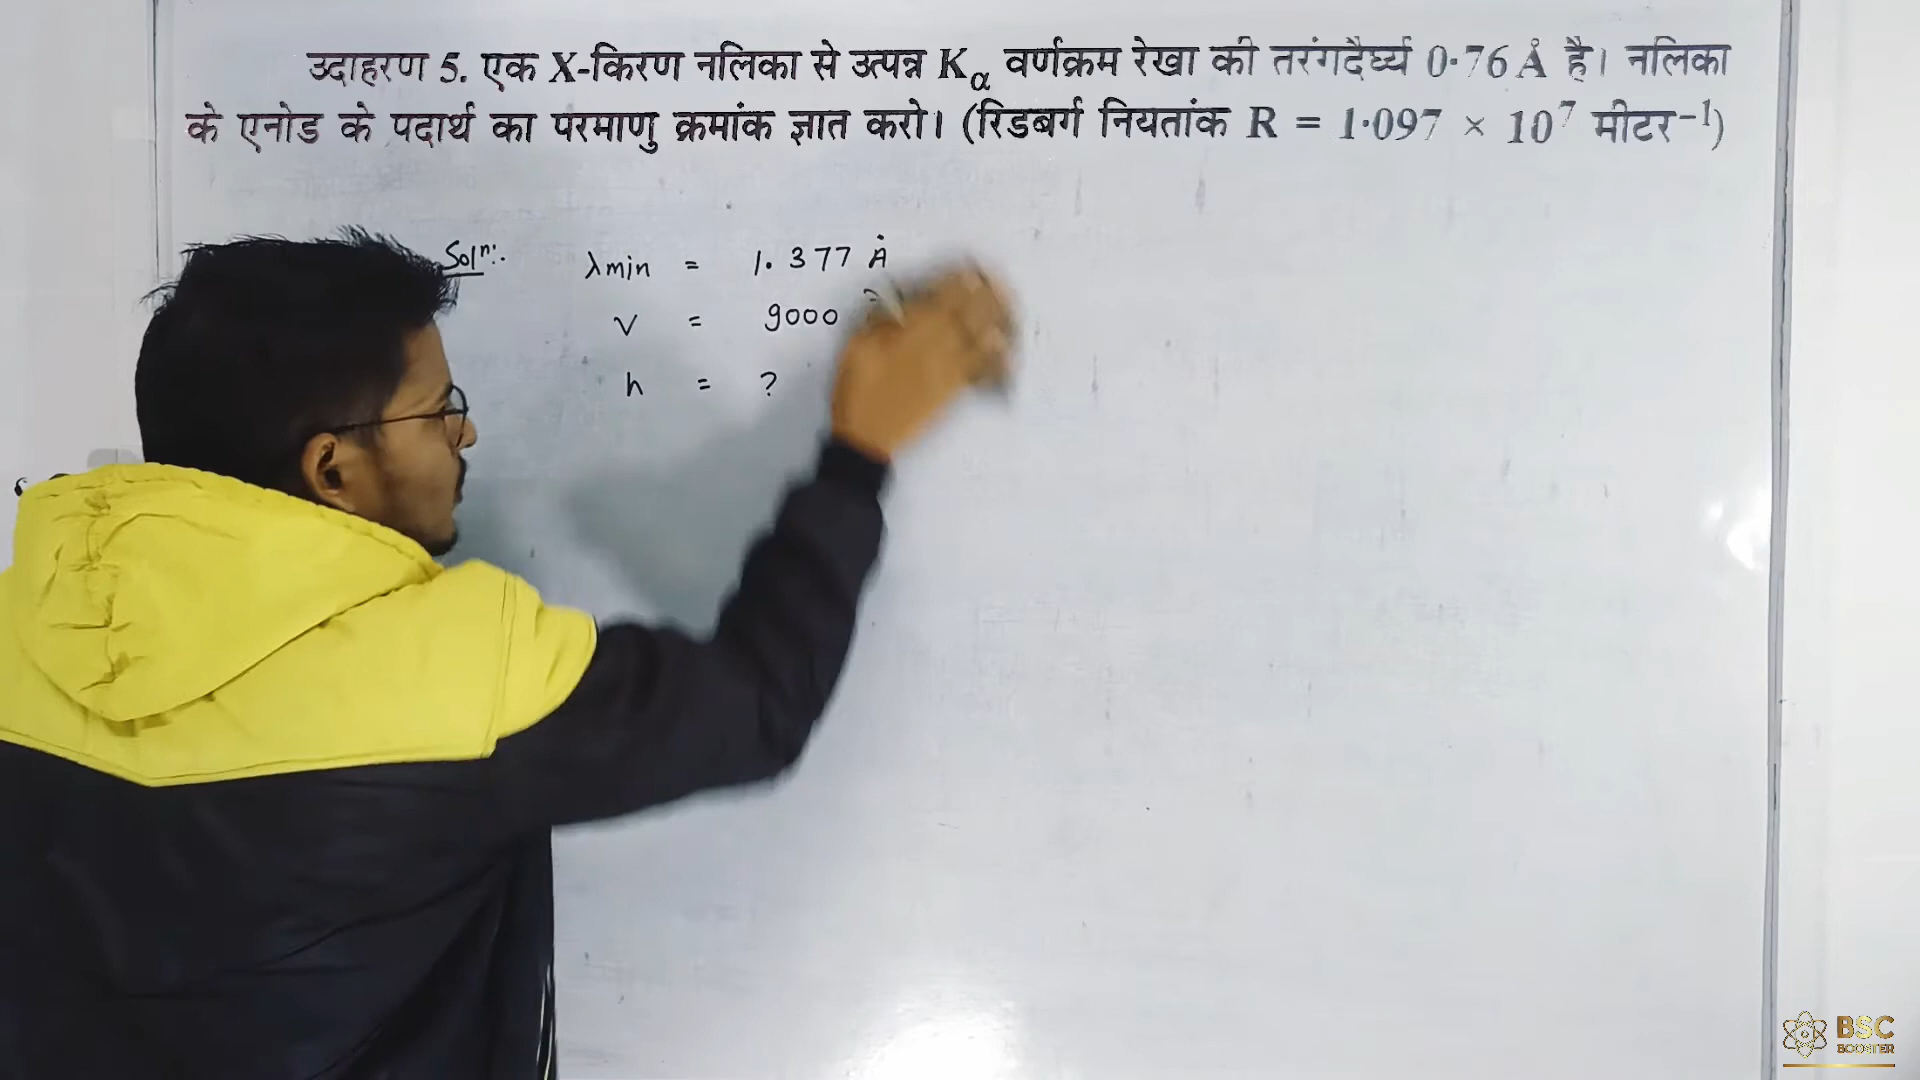 उदाहरण 5. एक X-किरण नलिका से उत्पन्न Kα वर्णक्रम रेखा की तरंगदैर्घ्य 0·76 Å है। नलिका
के एनोड के पदार्थ का परमाणु क्रमांक ज्ञात करो। (रिडबर्ग नियतांक R = 1·097 × 10⁷ मीटर⁻¹)
Solⁿ:. λmin = 1.377 Å
V = 9000
h = ?
BSC
BOOSTER